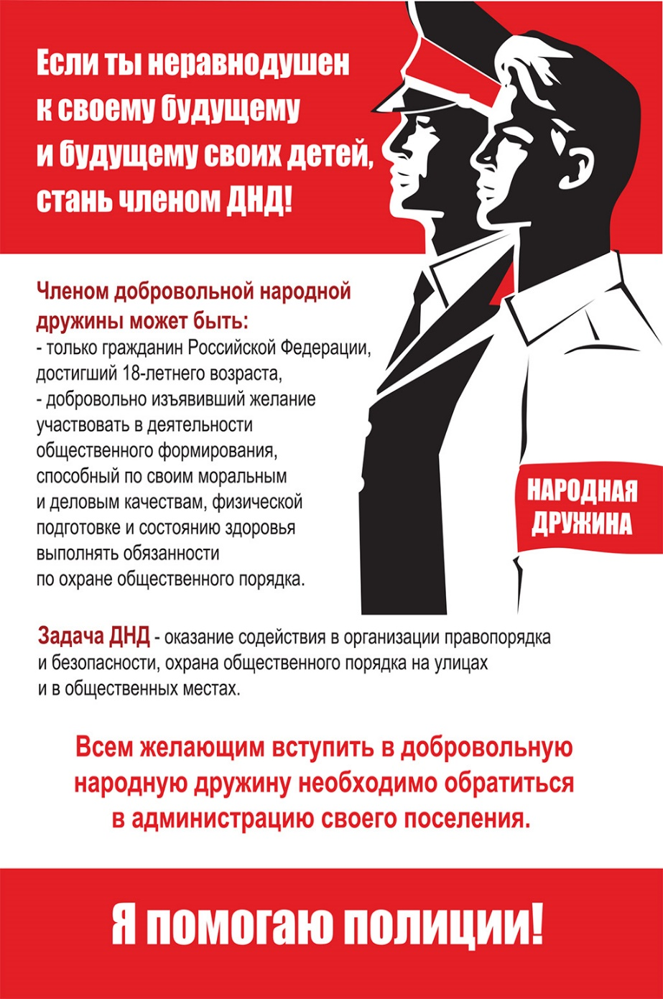 Если ты неравнодушен
к своему будущему
и будущему своих детей,
стань членом ДНД!
Членом добровольной народной
дружины может быть:
- только гражданин Российской Федерации,
достигший 18-летнего возраста,
- добровольно изъявивший желание
участвовать в деятельности
общественного формирования,
способный по своим моральным
и деловым качествам, физической
подготовке и состоянию здоровья
выполнять обязанности
по охране общественного порядка.
НАРОДНАЯ
ДРУЖИНА
Задача ДНД - оказание содействия в организации правопорядка
и безопасности, охрана общественного порядка на улицах
и в общественных местах.
Всем желающим вступить в добровольную
народную дружину необходимо обратиться
в администрацию своего поселения.
Я помогаю полиции!